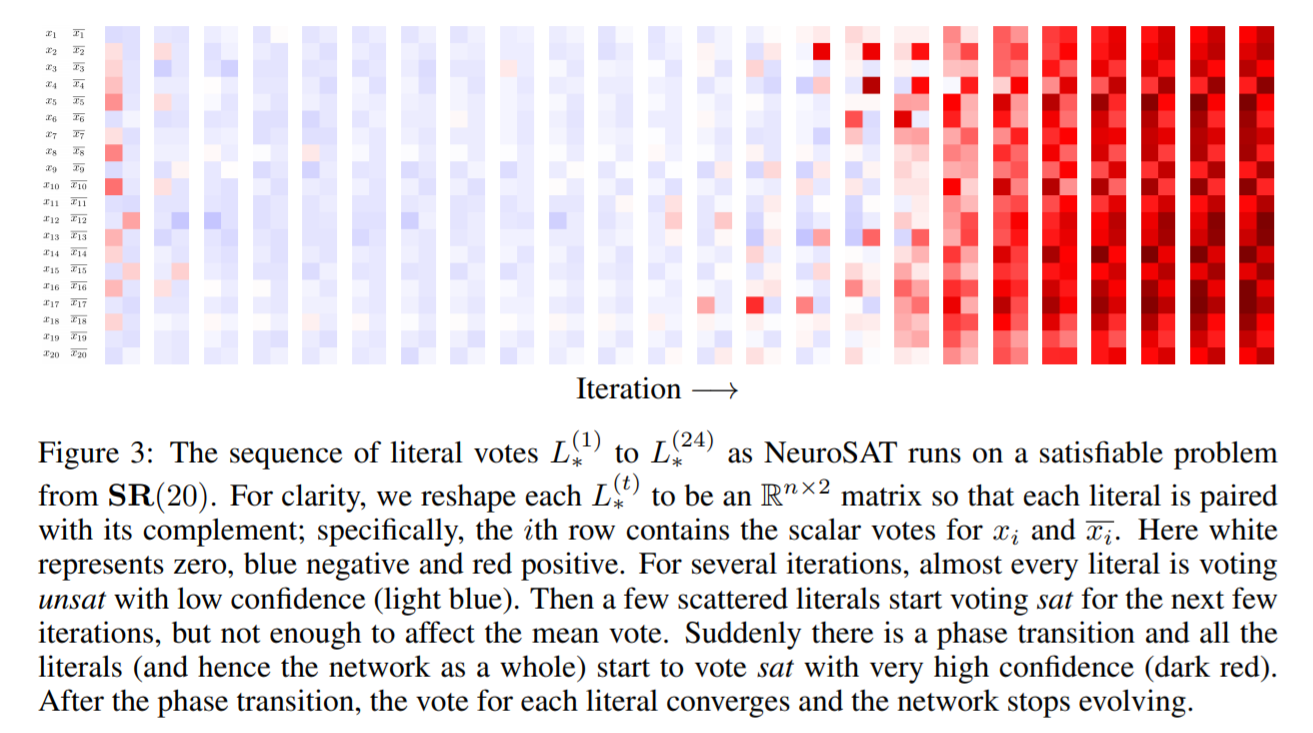 x₁ x̅₁
x₂ x̅₂
x₃ x̅₃
x₄ x̅₄
x₅ x̅₅
x₆ x̅₆
x₇ x̅₇
x₈ x̅₈
x₉ x̅₉
x₁₀ x̅₁₀
x₁₁ x̅₁₁
x₁₂ x̅₁₂
x₁₃ x̅₁₃
x₁₄ x̅₁₄
x₁₅ x̅₁₅
x₁₆ x̅₁₆
x₁₇ x̅₁₇
x₁₈ x̅₁₈
x₁₉ x̅₁₉
x₂₀ x̅₂₀
Iteration ⟶
Figure 3: The sequence of literal votes L∗⁽¹⁾ to L∗⁽²⁴⁾ as NeuroSAT runs on a satisfiable problem
from SR(20). For clarity, we reshape each L∗⁽ᵗ⁾ to be an ℝⁿˣ² matrix so that each literal is paired
with its complement; specifically, the ith row contains the scalar votes for xᵢ and x̅ᵢ. Here white
represents zero, blue negative and red positive. For several iterations, almost every literal is voting
unsat with low confidence (light blue). Then a few scattered literals start voting sat for the next few
iterations, but not enough to affect the mean vote. Suddenly there is a phase transition and all the
literals (and hence the network as a whole) start to vote sat with very high confidence (dark red).
After the phase transition, the vote for each literal converges and the network stops evolving.